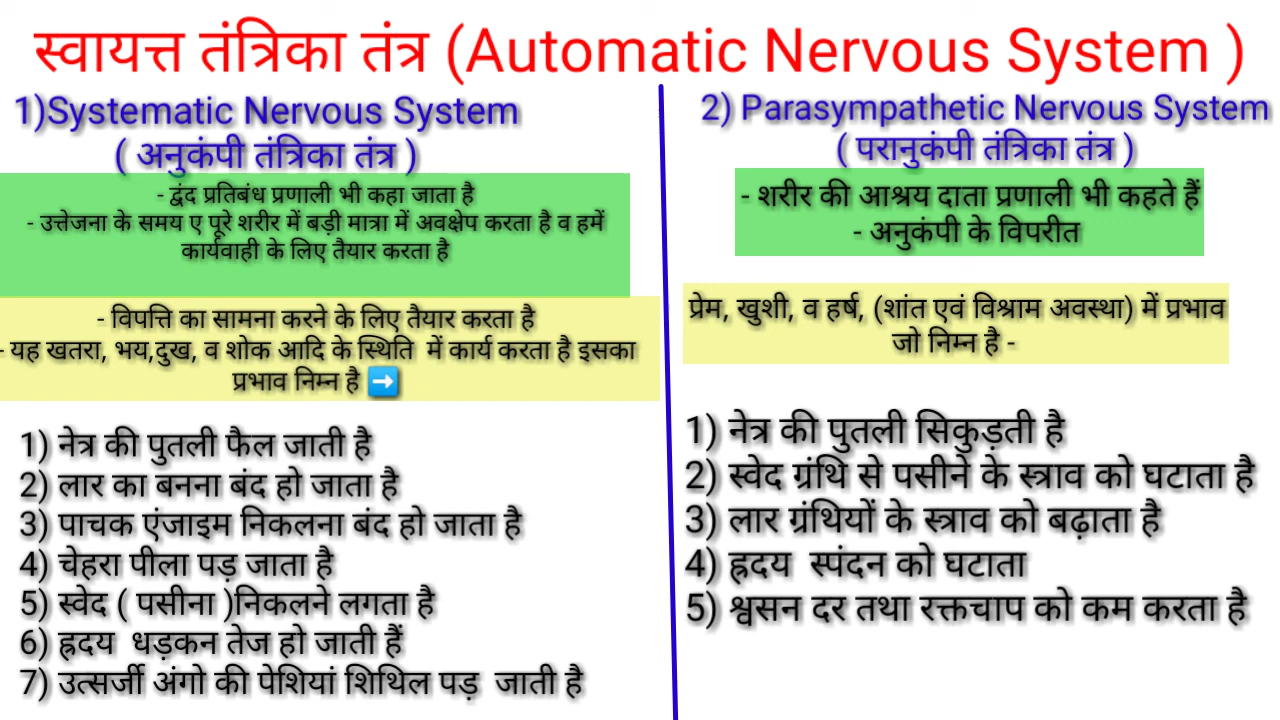 स्वायत्त तंत्रिका तंत्र (Automatic Nervous System )
1)Systematic Nervous System
( अनुकंपी तंत्रिका तंत्र )
- द्वंद प्रतिबंध प्रणाली भी कहा जाता है
- उत्तेजना के समय ए पूरे शरीर में बड़ी मात्रा में अवक्षेप करता है व हमें
कार्यवाही के लिए तैयार करता है
- विपत्ति का सामना करने के लिए तैयार करता है
- यह खतरा, भय,दुख, व शोक आदि के स्थिति में कार्य करता है इसका
प्रभाव निम्न है ➡️
1) नेत्र की पुतली फैल जाती है
2) लार का बनना बंद हो जाता है
3) पाचक एंजाइम निकलना बंद हो जाता है
4) चेहरा पीला पड़ जाता है
5) स्वेद ( पसीना )निकलने लगता है
6) ह्रदय धड़कन तेज हो जाती हैं
7) उत्सर्जी अंगो की पेशियां शिथिल पड़ जाती है
2) Parasympathetic Nervous System
( परानुकंपी तंत्रिका तंत्र )
- शरीर की आश्रय दाता प्रणाली भी कहते हैं
- अनुकंपी के विपरीत
प्रेम, खुशी, व हर्ष, (शांत एवं विश्राम अवस्था) में प्रभाव
जो निम्न है -
1) नेत्र की पुतली सिकुड़ती है
2) स्वेद ग्रंथि से पसीने के स्त्राव को घटाता है
3) लार ग्रंथियों के स्त्राव को बढ़ाता है
4) ह्रदय स्पंदन को घटाता
5) श्वसन दर तथा रक्तचाप को कम करता है